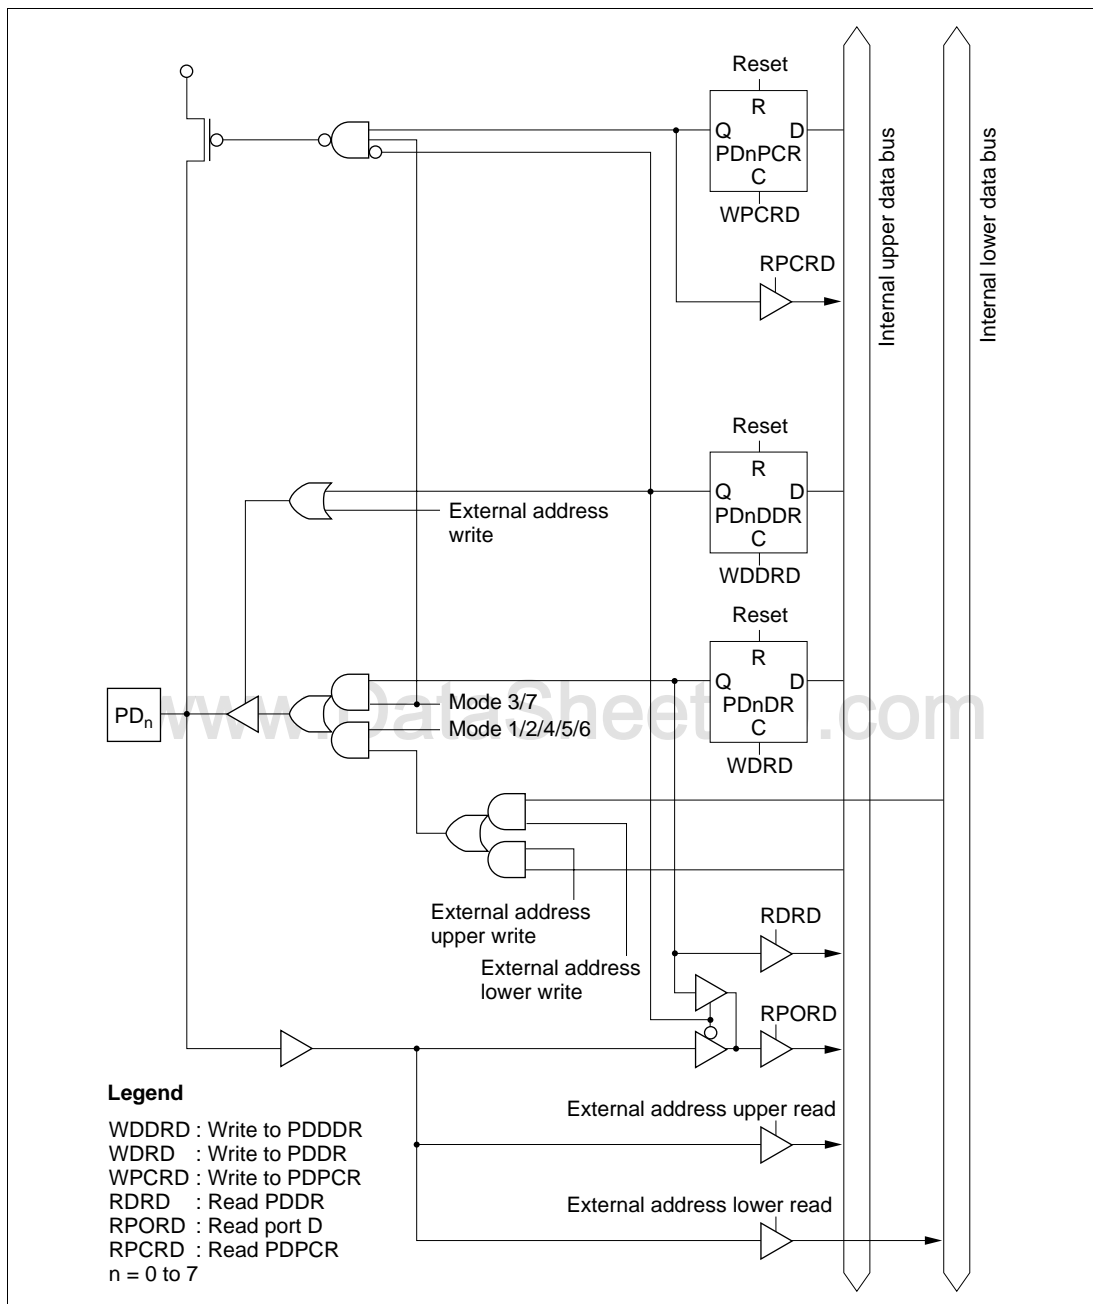 Reset
R
Q D
PDnPCR
C
WPCRD
RPCRD
Internal upper data bus
Internal lower data bus
Reset
R
Q D
PDnDDR
C
WDDRD
External address
write
Reset
R
Q D
PDnDR
C
WDRD
PDn
Mode 3/7
Mode 1/2/4/5/6
External address
upper write
External address
lower write
RDRD
RPORD
External address upper read
External address lower read
Legend
WDDRD : Write to PDDDR
WDRD : Write to PDDR
WPCRD : Write to PDPCR
RDRD : Read PDDR
RPORD : Read port D
RPCRD : Read PDPCR
n = 0 to 7